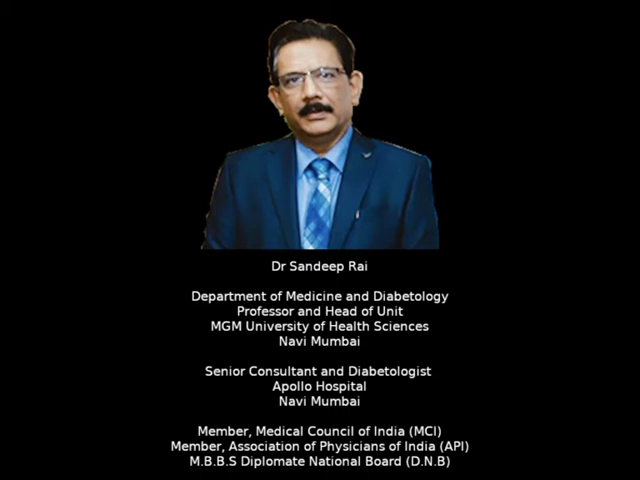 Dr Sandeep Rai
Department of Medicine and Diabetology
Professor and Head of Unit
MGM University of Health Sciences
Navi Mumbai
Senior Consultant and Diabetologist
Apollo Hospital
Navi Mumbai
Member, Medical Council of India (MCI)
Member, Association of Physicians of India (API)
M.B.B.S Diplomate National Board (D.N.B)